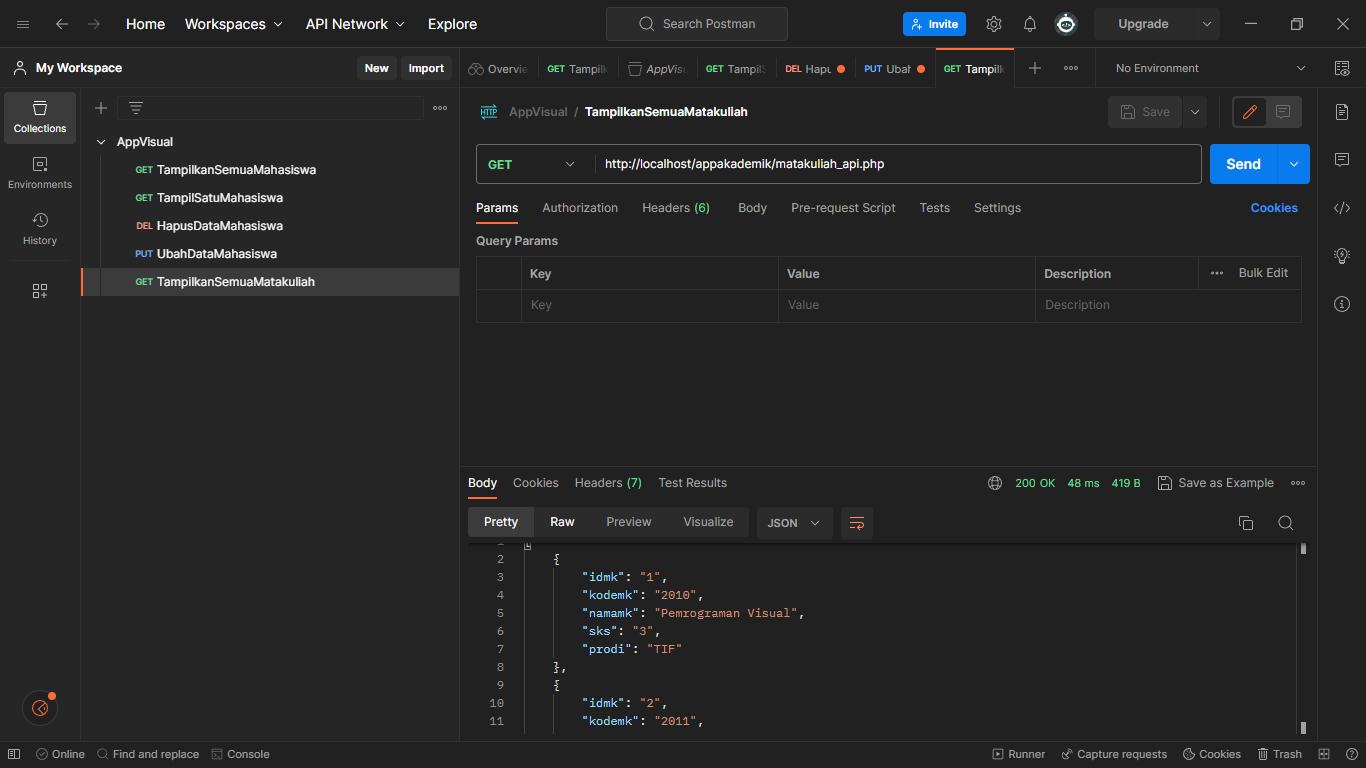 Home Workspaces API Network Explore Search Postman Invite Upgrade
My Workspace New Import Overvie GET Tampilk AppVisu GET TampilS DEL Hapu PUT Ubah GET Tampilk No Environment
Collections
Environments
History
AppVisual
GET TampilkanSemuaMahasiswa
GET TampilSatuMahasiswa
DEL HapusDataMahasiswa
PUT UbahDataMahasiswa
GET TampilkanSemuaMatakuliah
HTTP AppVisual / TampilkanSemuaMatakuliah Save
GET http://localhost/appakademik/matakuliah_api.php Send
Params Authorization Headers (6) Body Pre-request Script Tests Settings Cookies
Query Params
Key Value Description Bulk Edit
Key Value Description
Body Cookies Headers (7) Test Results 200 OK 48 ms 419 B Save as Example
Pretty Raw Preview Visualize JSON
1 [
2 {
3 "idmk": "1",
4 "kodemk": "2010",
5 "namamk": "Pemrograman Visual",
6 "sks": "3",
7 "prodi": "TIF"
8 },
9 {
10 "idmk": "2",
11 "kodemk": "2011",
Online Find and replace Console Runner Capture requests Cookies Trash